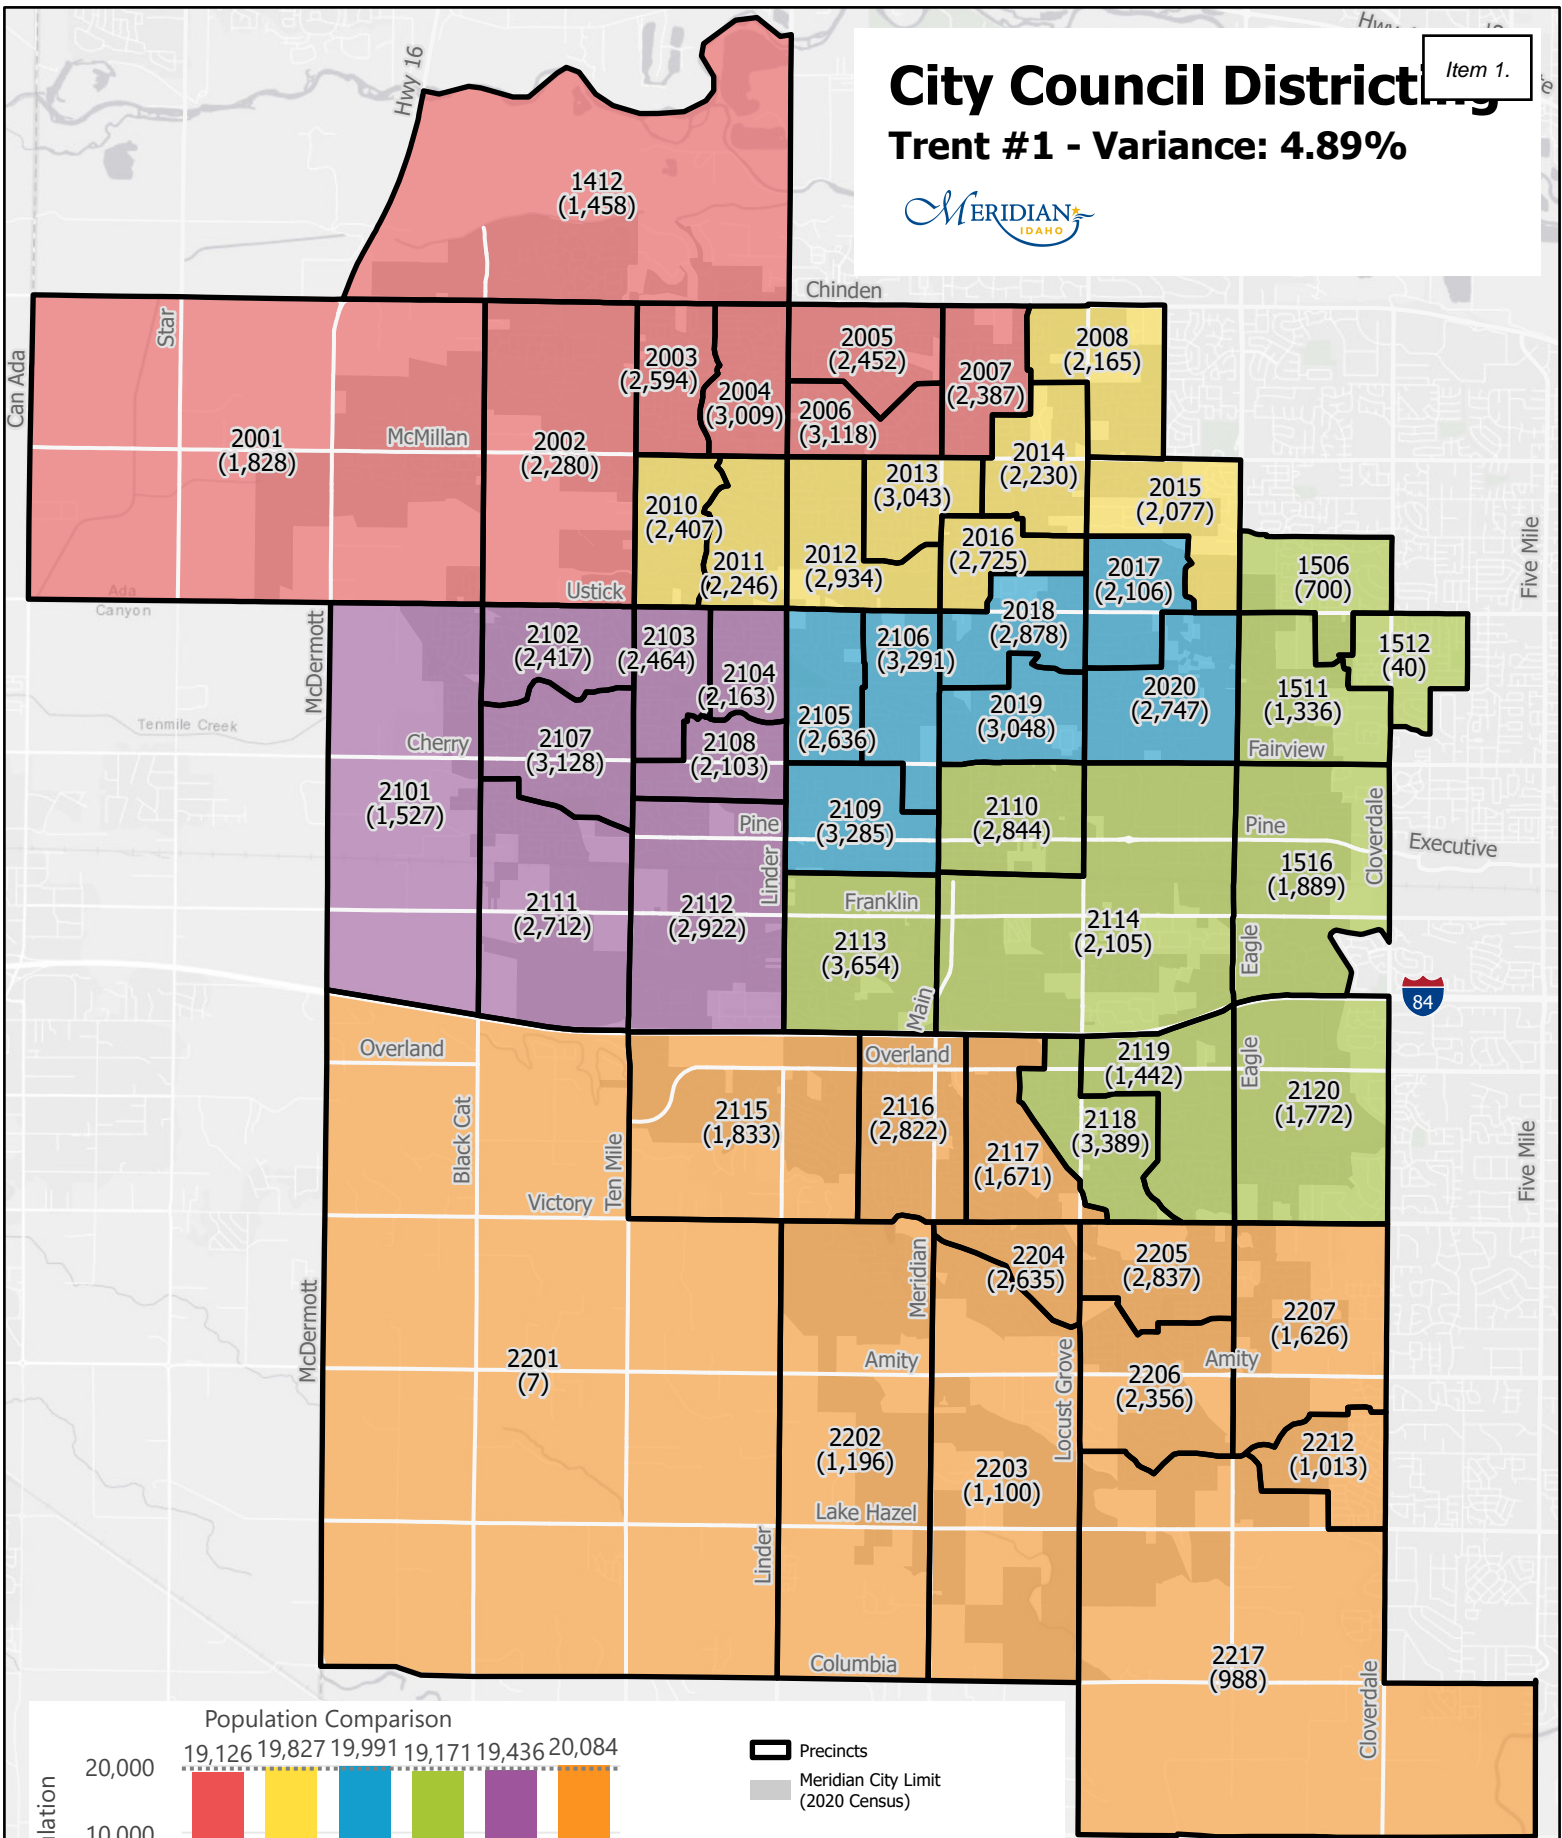 Hwy 16
City Council Districting
Item 1.
Trent #1 - Variance: 4.89%
MERIDIAN
IDAHO
1412
(1,458)
Chinden
Star
Can Ada
2003
(2,594)
2004
(3,009)
2005
(2,452)
2006
(3,118)
2007
(2,387)
2008
(2,165)
2001
(1,828)
McMillan
2002
(2,280)
2010
(2,407)
2011
(2,246)
2012
(2,934)
2013
(3,043)
2014
(2,230)
2015
(2,077)
2016
(2,725)
2017
(2,106)
1506
(700)
Five Mile
Ada
Canyon
Ustick
McDermott
2102
(2,417)
2103
(2,464)
2104
(2,163)
2105
(2,636)
2106
(3,291)
2018
(2,878)
2019
(3,048)
2020
(2,747)
1511
(1,336)
1512
(40)
Tenmile Creek
Cherry
Fairview
2107
(3,128)
2108
(2,103)
2101
(1,527)
2109
(3,285)
2110
(2,844)
Pine
Linder
Pine
Cloverdale
Executive
1516
(1,889)
2111
(2,712)
2112
(2,922)
Franklin
2113
(3,654)
2114
(2,105)
Main
Eagle
84
Overland
Overland
Black Cat
Ten Mile
Victory
2115
(1,833)
2116
(2,822)
2117
(1,671)
2118
(3,389)
2119
(1,442)
Eagle
2120
(1,772)
Five Mile
McDermott
Meridian
2204
(2,635)
2205
(2,837)
2207
(1,626)
2201
(7)
Amity
Locust Grove
Amity
2206
(2,356)
2202
(1,196)
2203
(1,100)
2212
(1,013)
Lake Hazel
Linder
Columbia
2217
(988)
Cloverdale
Population Comparison
19,126 19,827 19,991 19,171 19,436 20,084
20,000
10,000
Precincts
Meridian City Limit
(2020 Census)